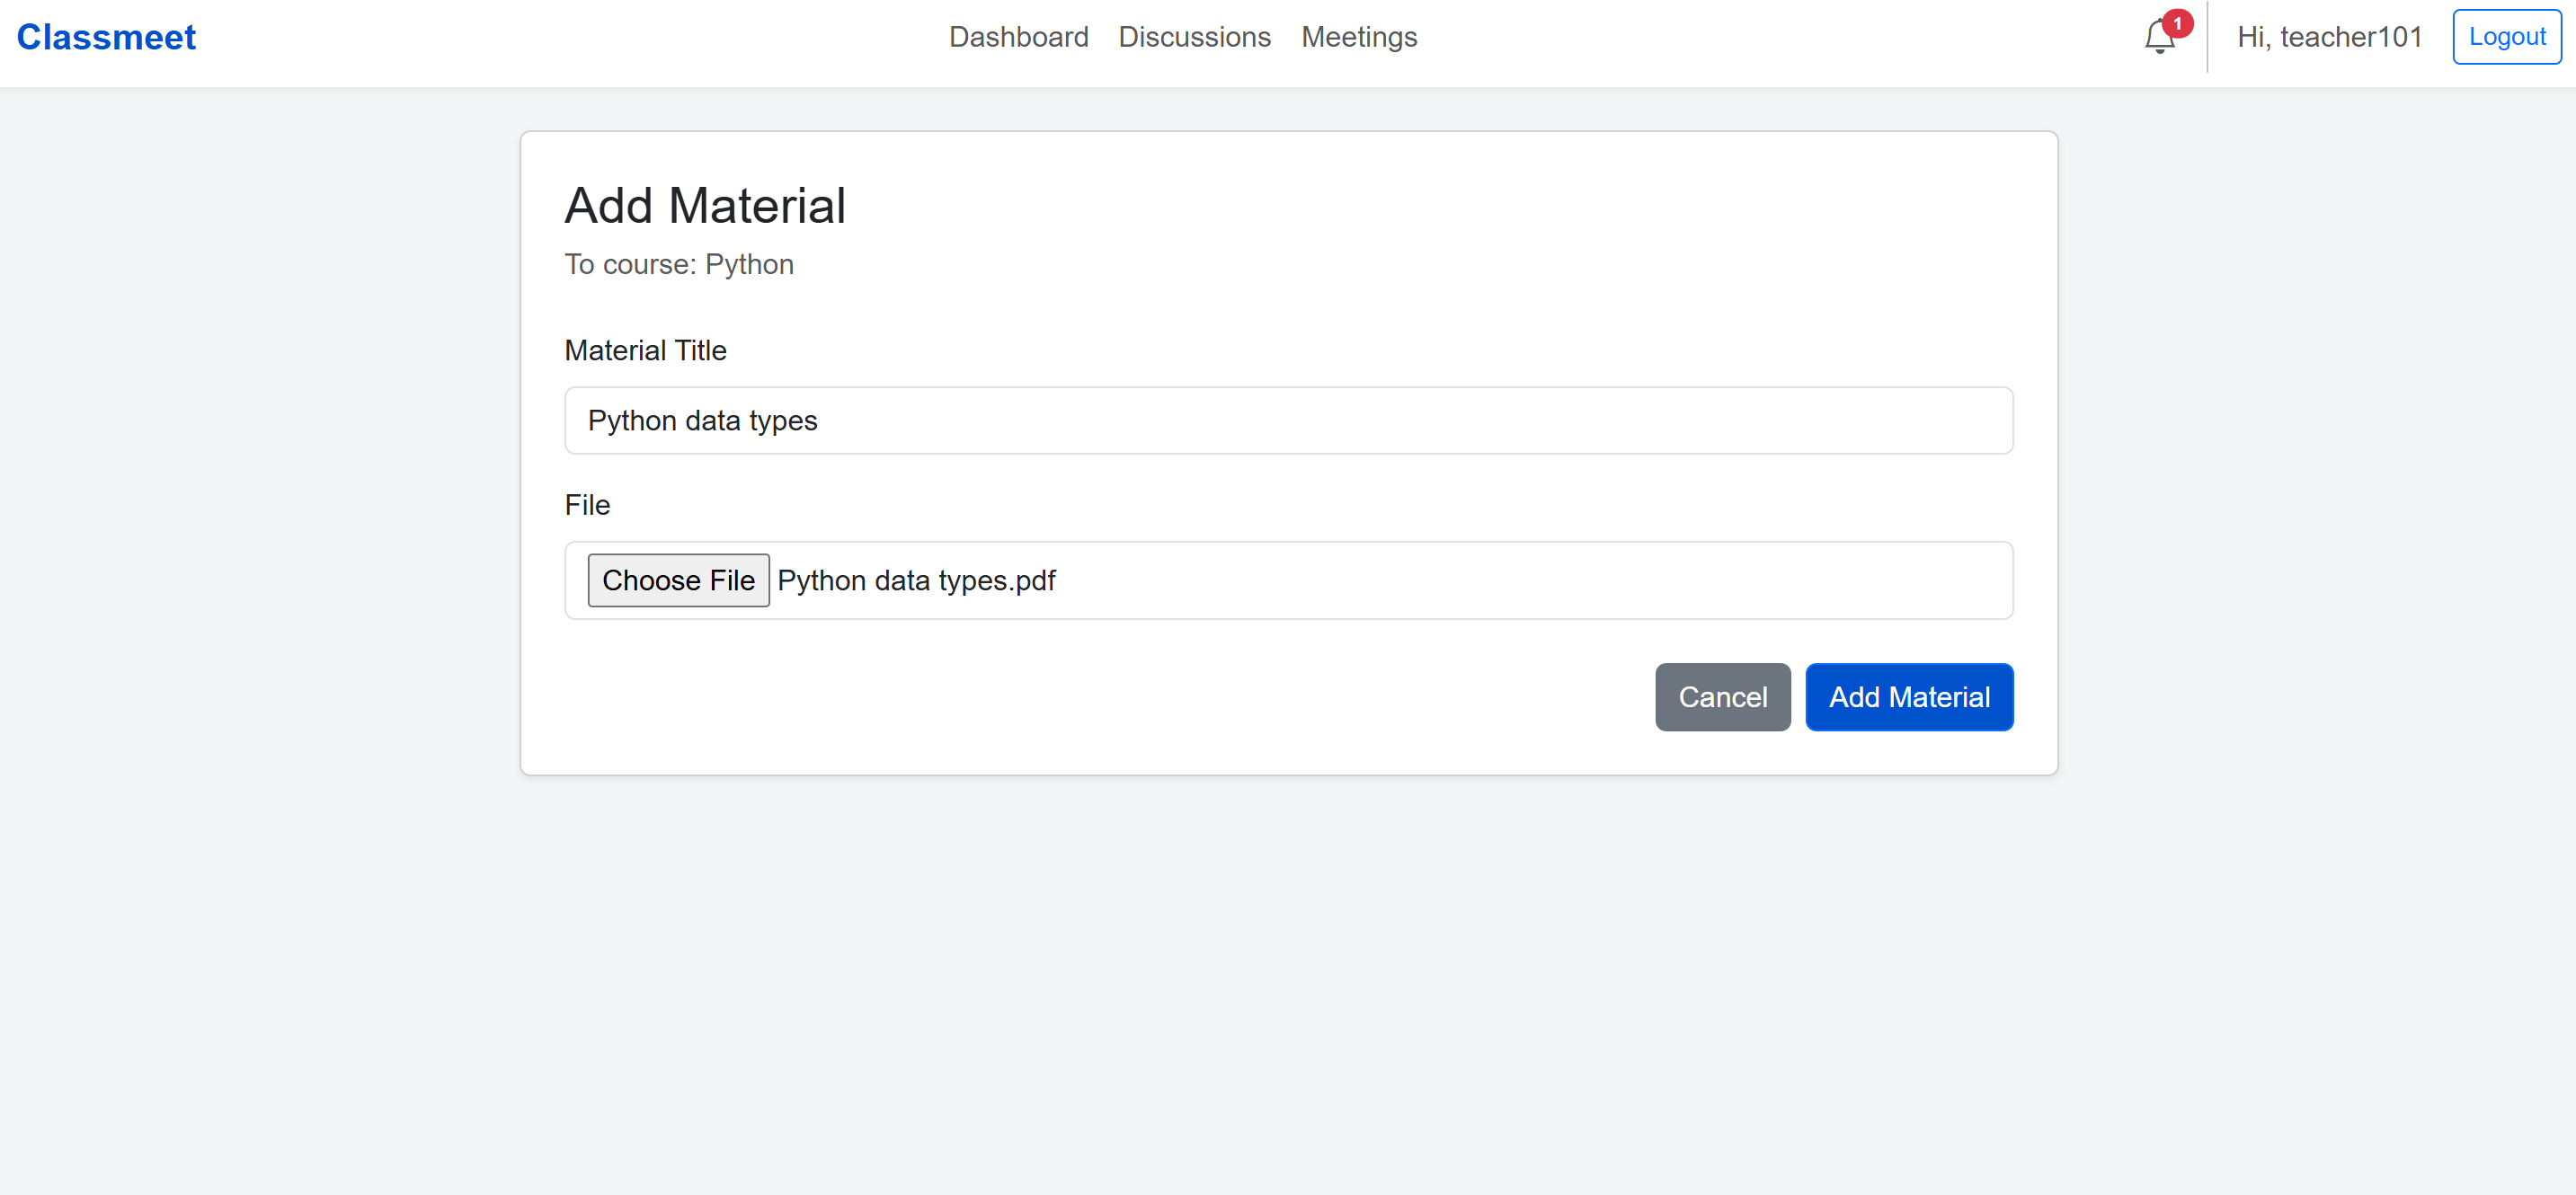 Classmeet
Dashboard Discussions Meetings
1
Hi, teacher101
Logout
Add Material
To course: Python
Material Title
Python data types
File
Choose File Python data types.pdf
Cancel Add Material